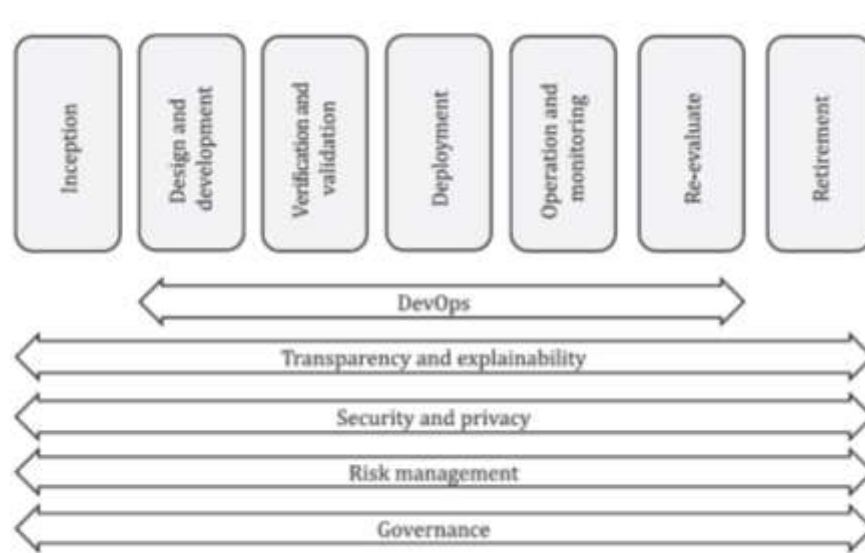 Inception
Design and
development
Verification and
validation
Deployment
Operation and
monitoring
Re-evaluate
Retirement
DevOps
Transparency and explainability
Security and privacy
Risk management
Governance